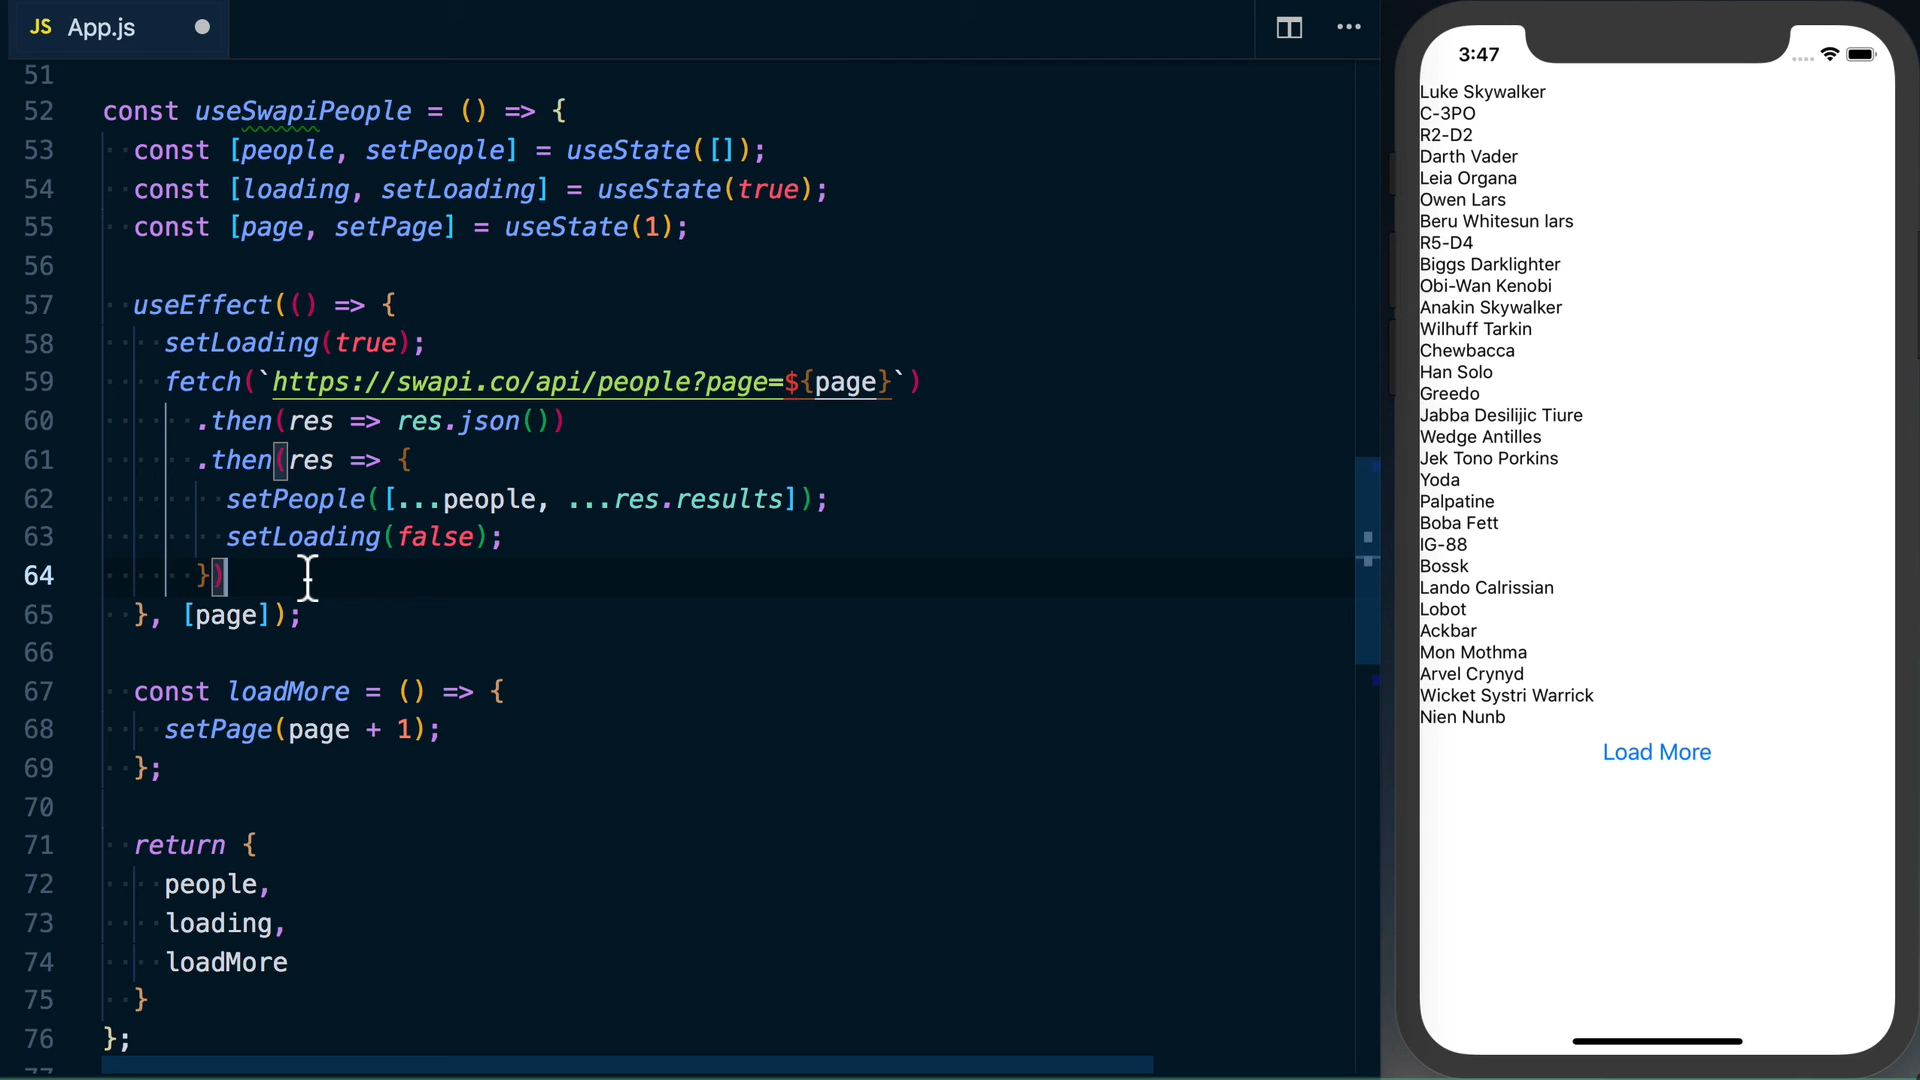 JS App.js
51
52 const useSwapiPeople = () => {
53 const [people, setPeople] = useState([]);
54 const [loading, setLoading] = useState(true);
55 const [page, setPage] = useState(1);
56
57 useEffect(() => {
58 setLoading(true);
59 fetch(`https://swapi.co/api/people?page=${page}`)
60 .then(res => res.json())
61 .then(res => {
62 setPeople([...people, ...res.results]);
63 setLoading(false);
64 })
65 }, [page]);
66
67 const loadMore = () => {
68 setPage(page + 1);
69 };
70
71 return {
72 people,
73 loading,
74 loadMore
75 }
76 };
77
3:47
Luke Skywalker
C-3PO
R2-D2
Darth Vader
Leia Organa
Owen Lars
Beru Whitesun lars
R5-D4
Biggs Darklighter
Obi-Wan Kenobi
Anakin Skywalker
Wilhuff Tarkin
Chewbacca
Han Solo
Greedo
Jabba Desilijic Tiure
Wedge Antilles
Jek Tono Porkins
Yoda
Palpatine
Boba Fett
IG-88
Bossk
Lando Calrissian
Lobot
Ackbar
Mon Mothma
Arvel Crynyd
Wicket Systri Warrick
Nien Nunb
Load More